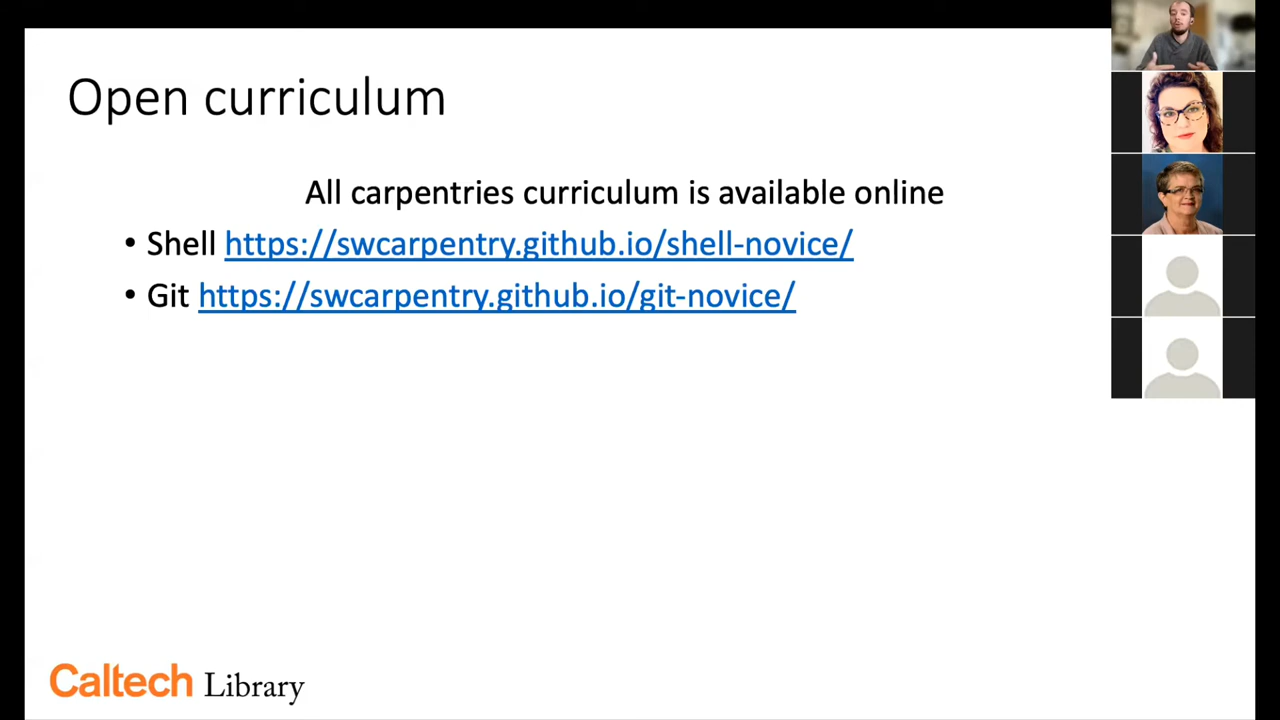 Open curriculum
All carpentries curriculum is available online
• Shell https://swcarpentry.github.io/shell-novice/
• Git https://swcarpentry.github.io/git-novice/
Caltech Library